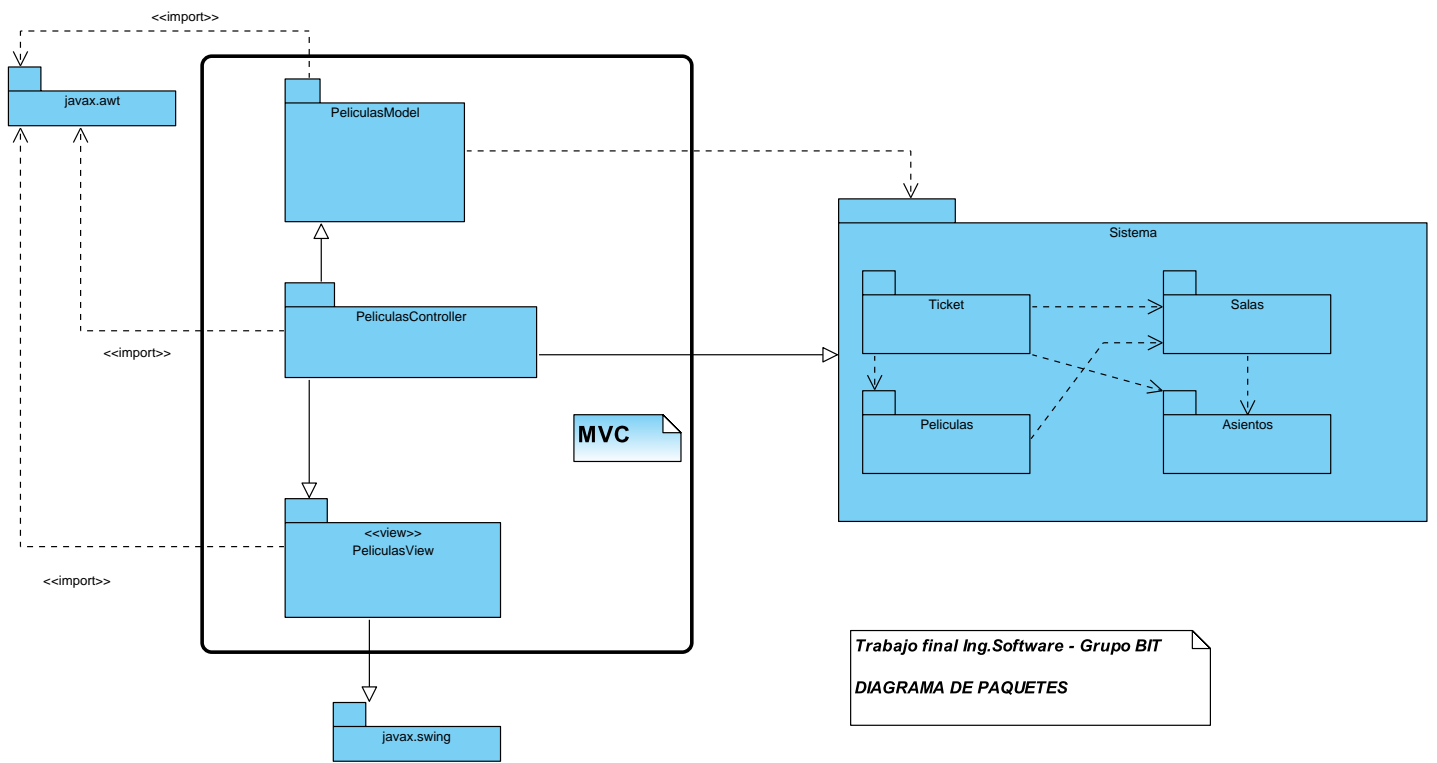 <<import>>
javax.awt
PeliculasModel
Sistema
Ticket
Salas
PeliculasController
<<import>>
Peliculas
Asientos
MVC
<<view>>
PeliculasView
<<import>>
Trabajo final Ing.Software - Grupo BIT
DIAGRAMA DE PAQUETES
javax.swing